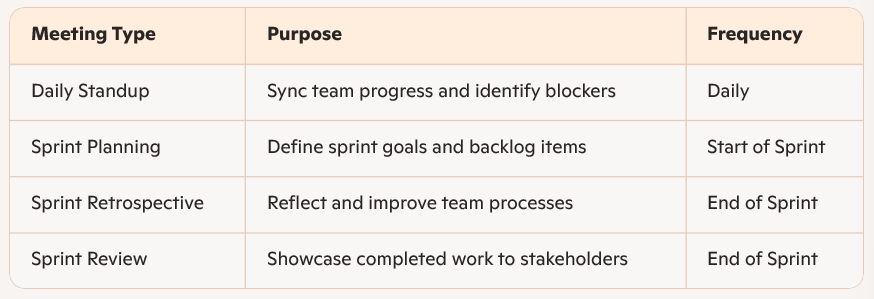 Meeting Type Purpose Frequency
Daily Standup Sync team progress and identify blockers Daily
Sprint Planning Define sprint goals and backlog items Start of Sprint
Sprint Retrospective Reflect and improve team processes End of Sprint
Sprint Review Showcase completed work to stakeholders End of Sprint